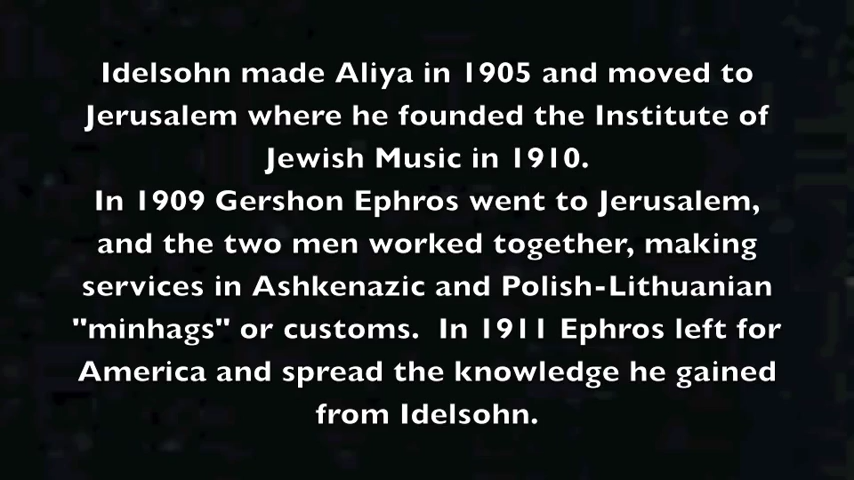 Idelsohn made Aliya in 1905 and moved to
Jerusalem where he founded the Institute of
Jewish Music in 1910.
In 1909 Gershon Ephros went to Jerusalem,
and the two men worked together, making
services in Ashkenazic and Polish-Lithuanian
"minhags" or customs.  In 1911 Ephros left for
America and spread the knowledge he gained
from Idelsohn.